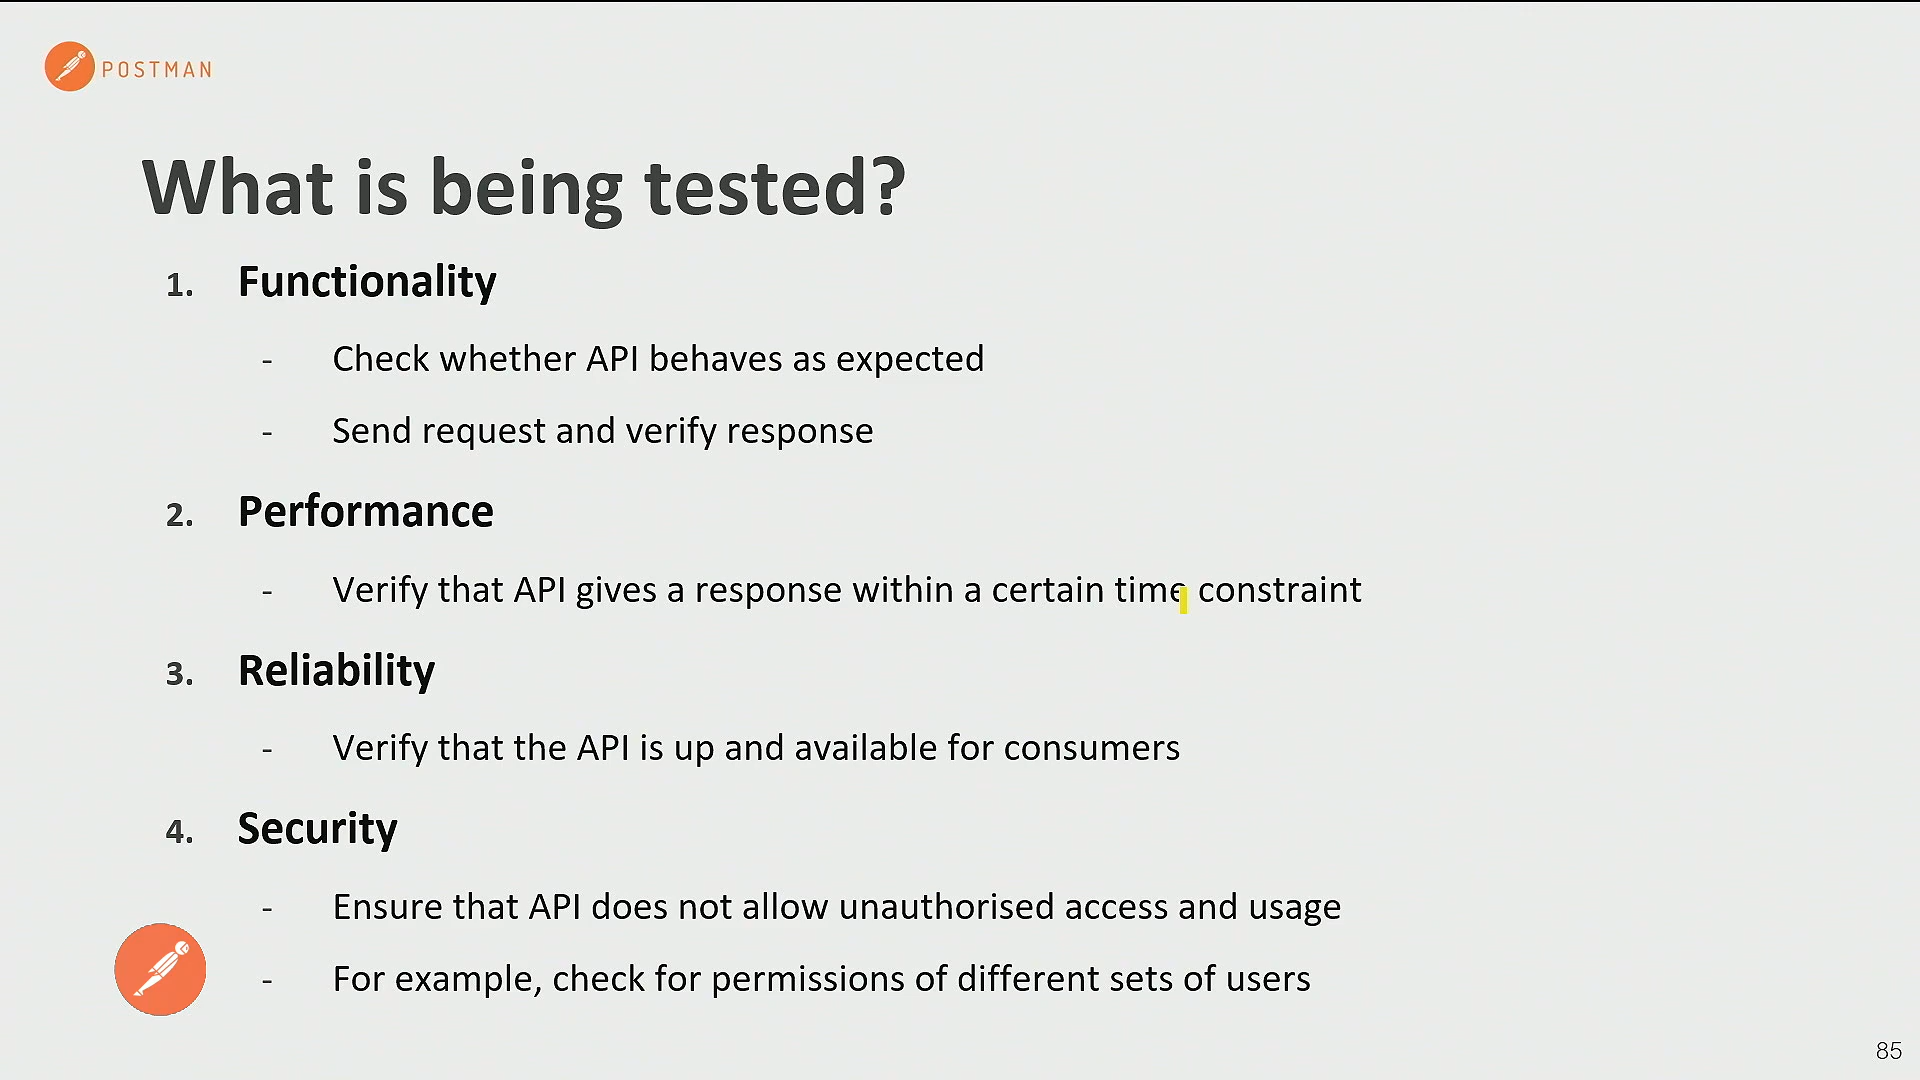 POSTMAN
What is being tested?
1. Functionality
- Check whether API behaves as expected
- Send request and verify response
2. Performance
- Verify that API gives a response within a certain time constraint
3. Reliability
- Verify that the API is up and available for consumers
4. Security
- Ensure that API does not allow unauthorised access and usage
- For example, check for permissions of different sets of users
85